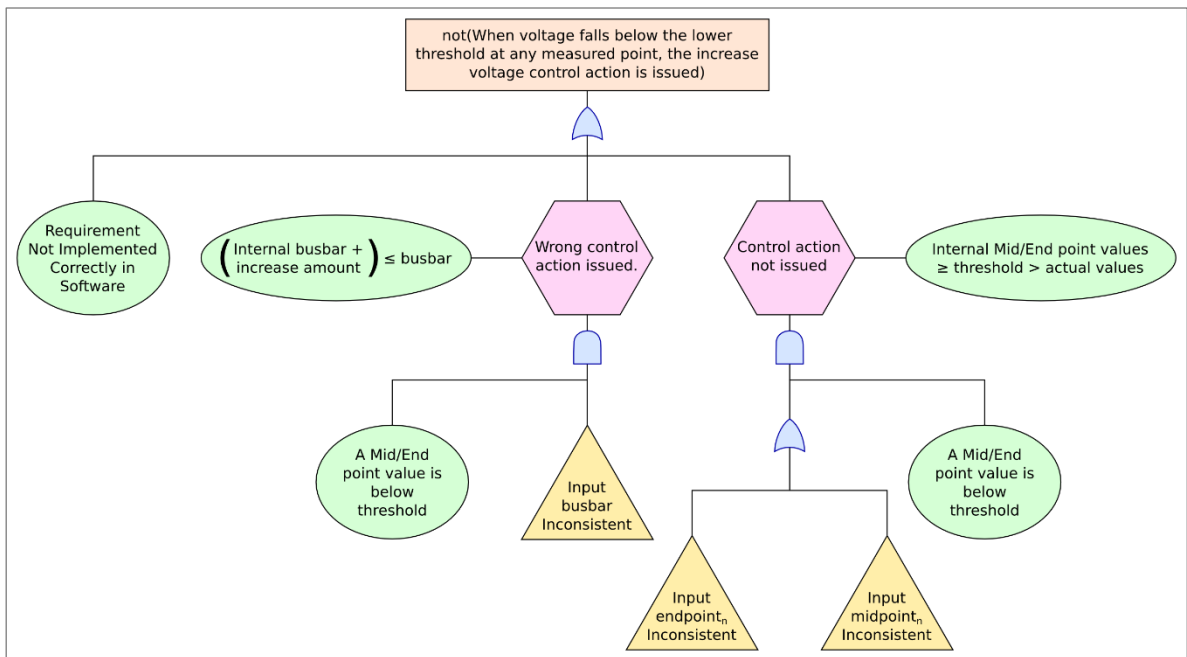 not(When voltage falls below the lower
threshold at any measured point, the increase
voltage control action is issued)
Requirement
Not Implemented
Correctly in
Software
(Internal busbar +
increase amount) ≤ busbar
Wrong control
action issued.
Control action
not issued
Internal Mid/End point values
≥ threshold > actual values
A Mid/End
point value is
below
threshold
Input
busbar
Inconsistent
A Mid/End
point value is
below
threshold
Input
endpointₙ
Inconsistent
Input
midpointₙ
Inconsistent